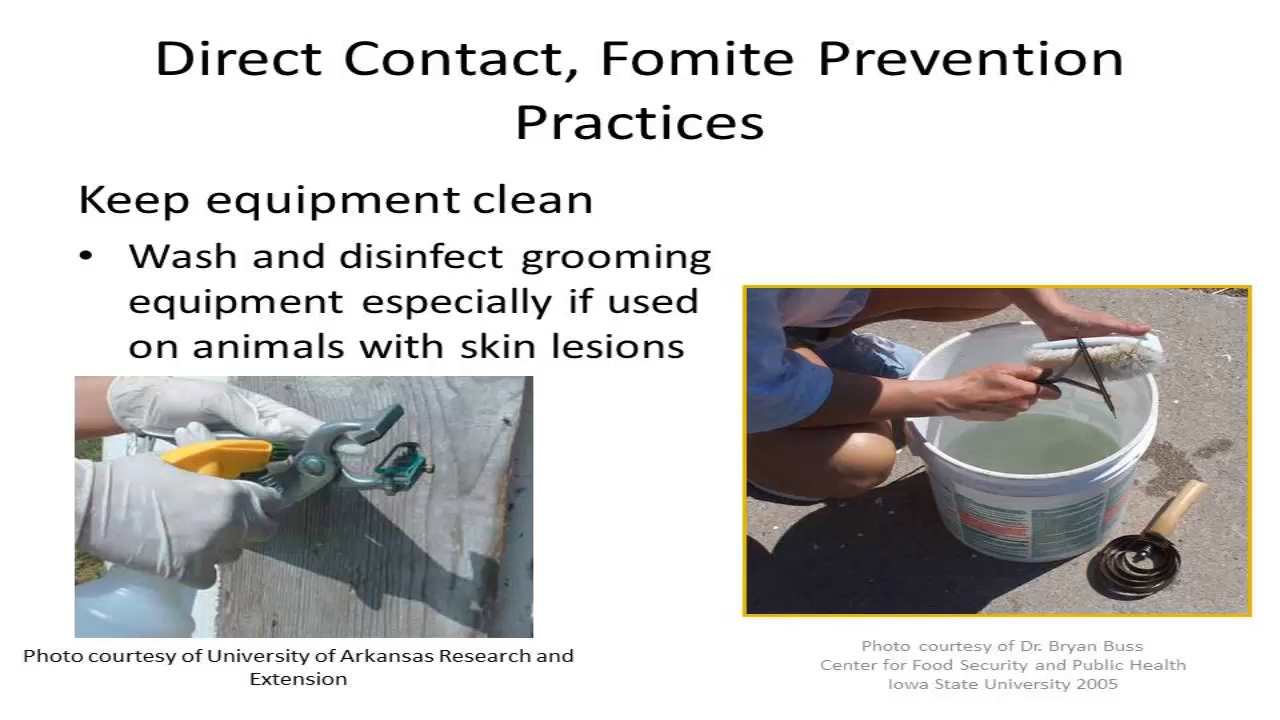 Direct Contact, Fomite Prevention
Practices
Keep equipment clean
• Wash and disinfect grooming
equipment especially if used
on animals with skin lesions
Photo courtesy of University of Arkansas Research and
Extension
Photo courtesy of Dr. Bryan Buss
Center for Food Security and Public Health
Iowa State University 2005